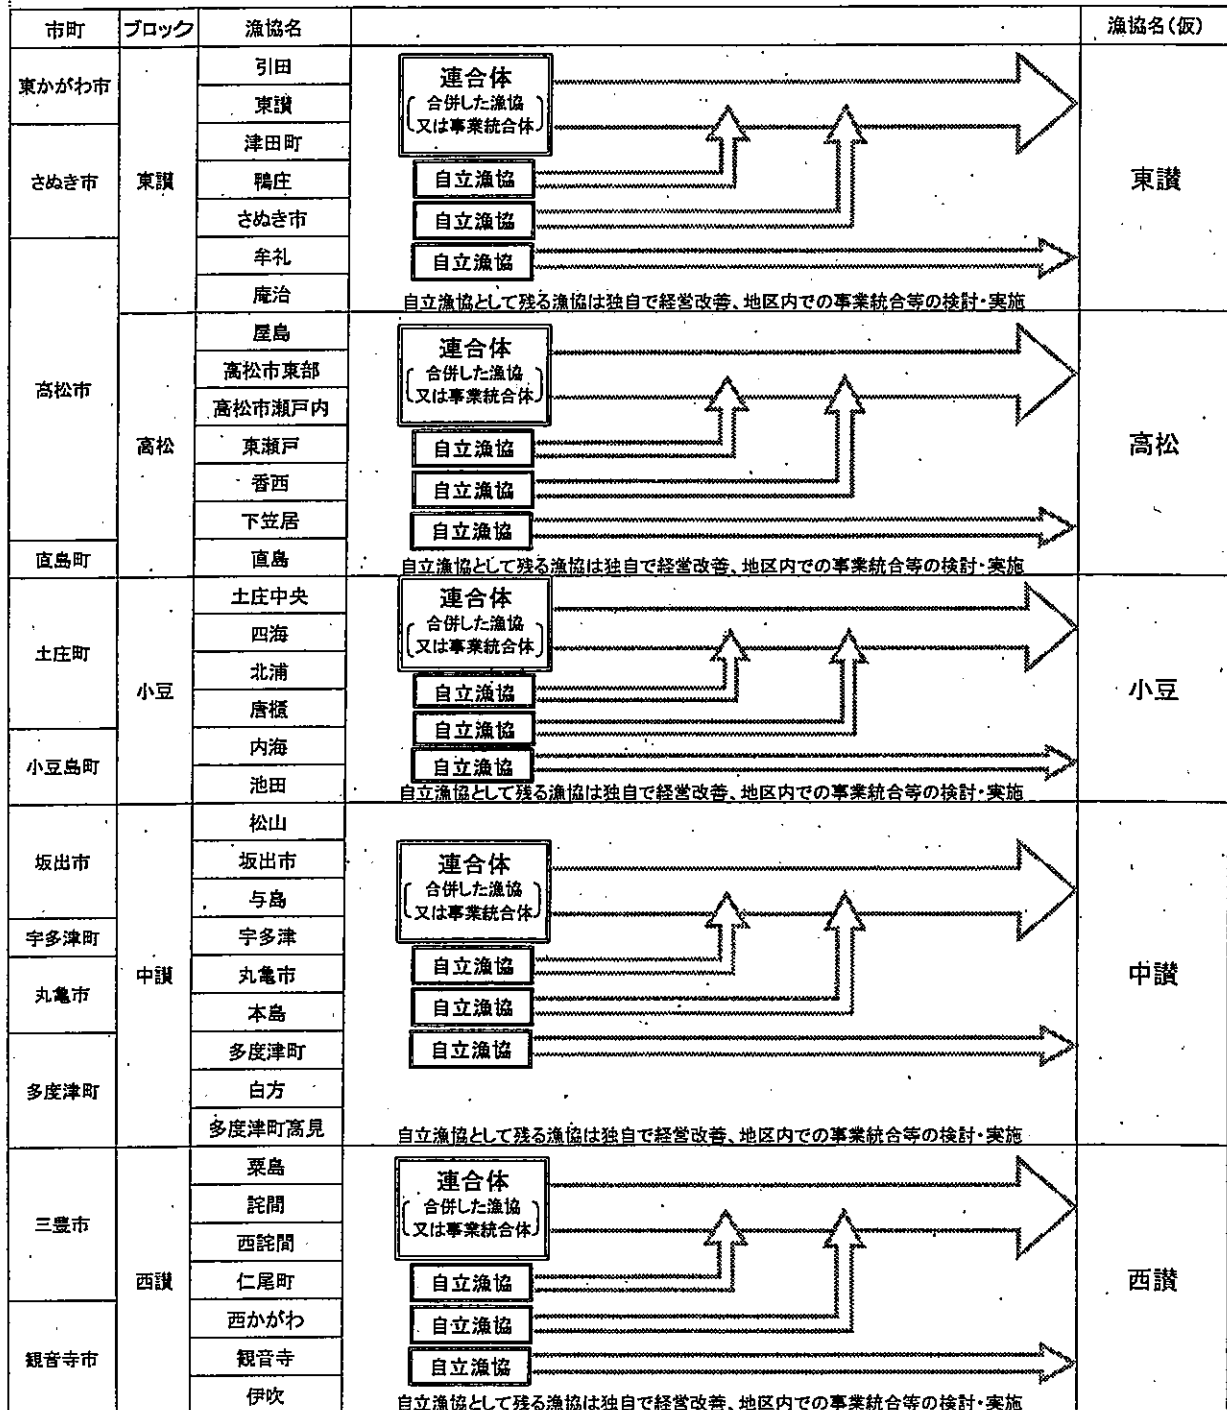 市町 ブロック 漁協名 漁協名(仮)
東かがわ市
さぬき市
高松市
直島町
東讃
引田
東讃
津田町
鴨庄
さぬき市
牟礼
庵治
連合体
合併した漁協
又は事業統合体
自立漁協
自立漁協
自立漁協
自立漁協として残る漁協は独自で経営改善、地区内での事業統合等の検討・実施
東讃
高松
屋島
高松市東部
高松市瀬戸内
東瀬戸
香西
下笠居
直島
連合体
合併した漁協
又は事業統合体
自立漁協
自立漁協
自立漁協
自立漁協として残る漁協は独自で経営改善、地区内での事業統合等の検討・実施
高松
土庄町
小豆島町
小豆
土庄中央
四海
北浦
唐櫃
内海
池田
連合体
合併した漁協
又は事業統合体
自立漁協
自立漁協
自立漁協
自立漁協として残る漁協は独自で経営改善、地区内での事業統合等の検討・実施
小豆
坂出市
宇多津町
丸亀市
多度津町
中讃
松山
坂出市
与島
宇多津
丸亀市
本島
多度津町
白方
多度津町高見
連合体
合併した漁協
又は事業統合体
自立漁協
自立漁協
自立漁協
自立漁協として残る漁協は独自で経営改善、地区内での事業統合等の検討・実施
中讃
三豊市
観音寺市
西讃
粟島
詫間
西詫間
仁尾町
西かがわ
観音寺
伊吹
連合体
合併した漁協
又は事業統合体
自立漁協
自立漁協
自立漁協
自立漁協として残る漁協は独自で経営改善、地区内での事業統合等の検討・実施
西讃